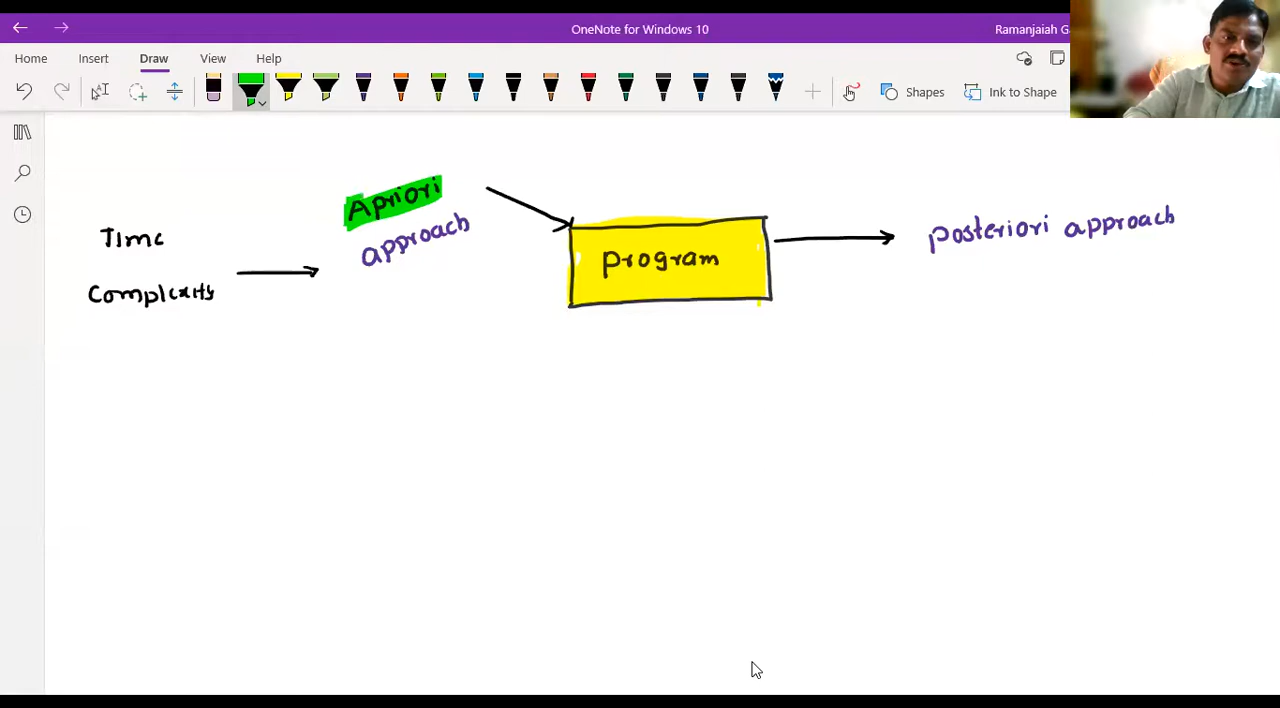 OneNote for Windows 10
Ramanjaiah G
Home Insert Draw View Help
Shapes Ink to Shape
Time
Complexity
Apriori
approach
program
posteriori approach